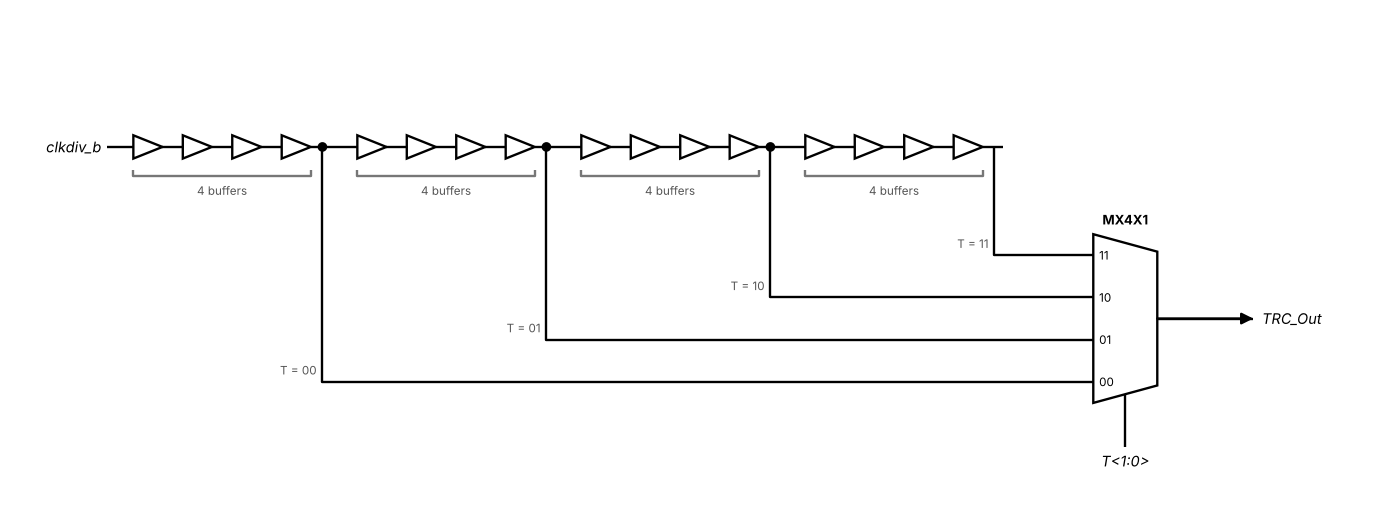 clkdiv_b
4 buffers
4 buffers
4 buffers
4 buffers
MX4X1
T = 11
11
T = 10
10
TRC_Out
T = 01
01
T = 00
00
T<1:0>